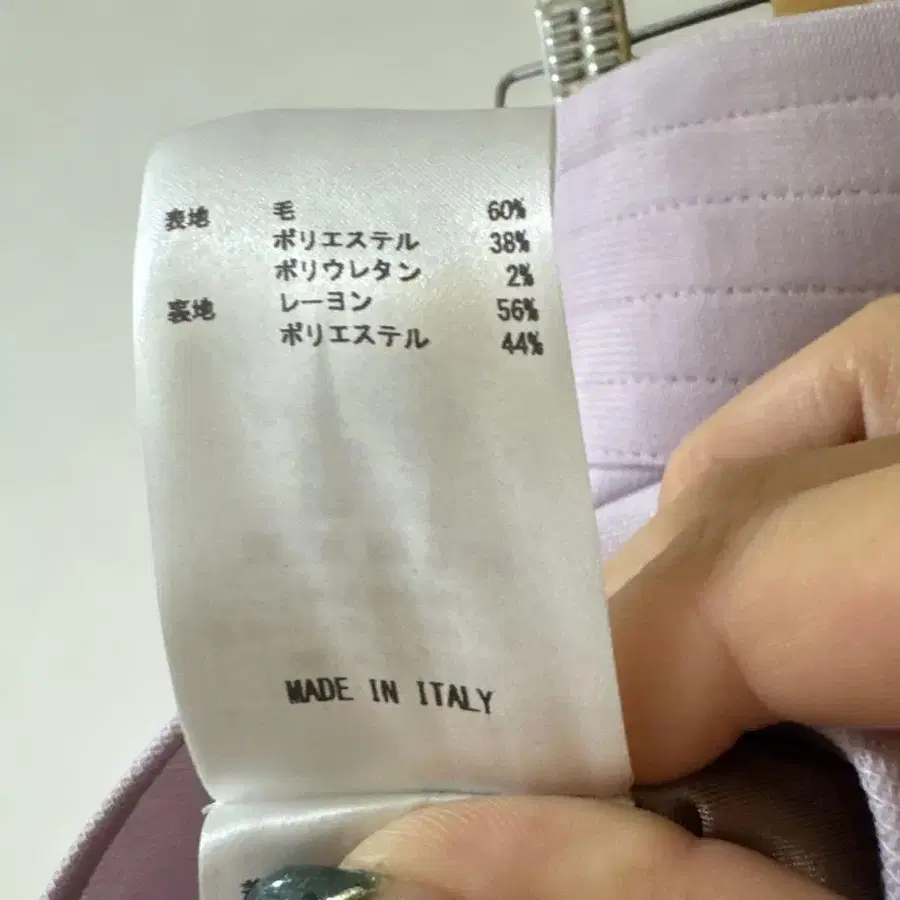 表地 毛 60%
ポリエステル 38%
ポリウレタン 2%
裏地 レーヨン 56%
ポリエステル 44%
MADE IN ITALY